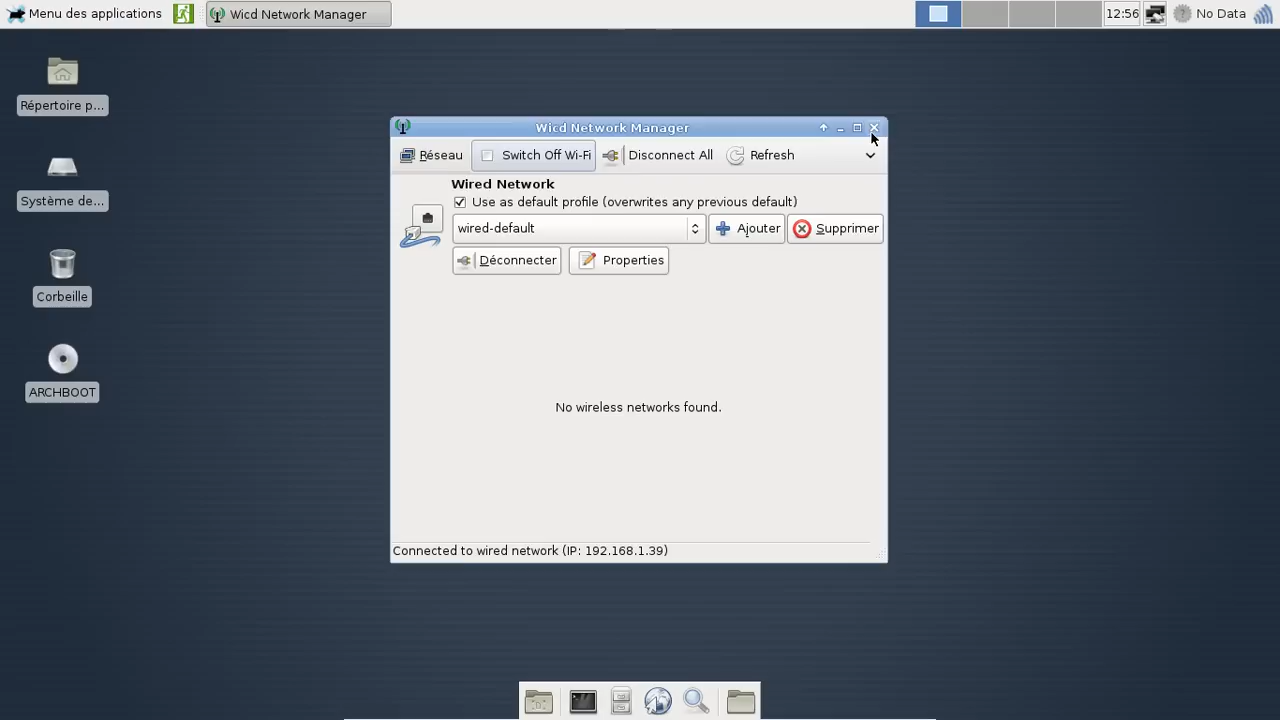 Menu des applications
Wicd Network Manager
12:56
No Data
Répertoire p...
Système de...
Corbeille
ARCHBOOT
Wicd Network Manager
Réseau
Switch Off Wi-Fi
Disconnect All
Refresh
Wired Network
Use as default profile (overwrites any previous default)
wired-default
Ajouter
Supprimer
Déconnecter
Properties
No wireless networks found.
Connected to wired network (IP: 192.168.1.39)